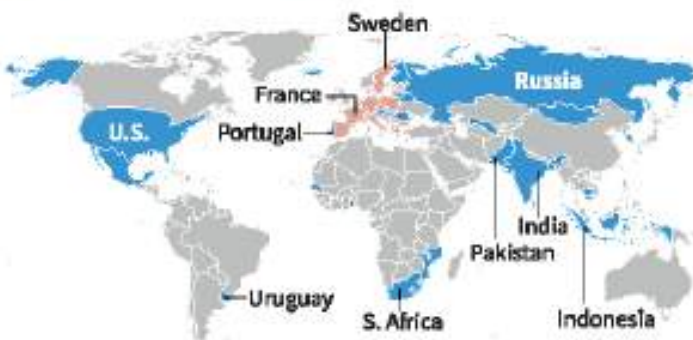 Sweden
Russia
France
U.S.
Portugal
India
Pakistan
Uruguay
S. Africa
Indonesia